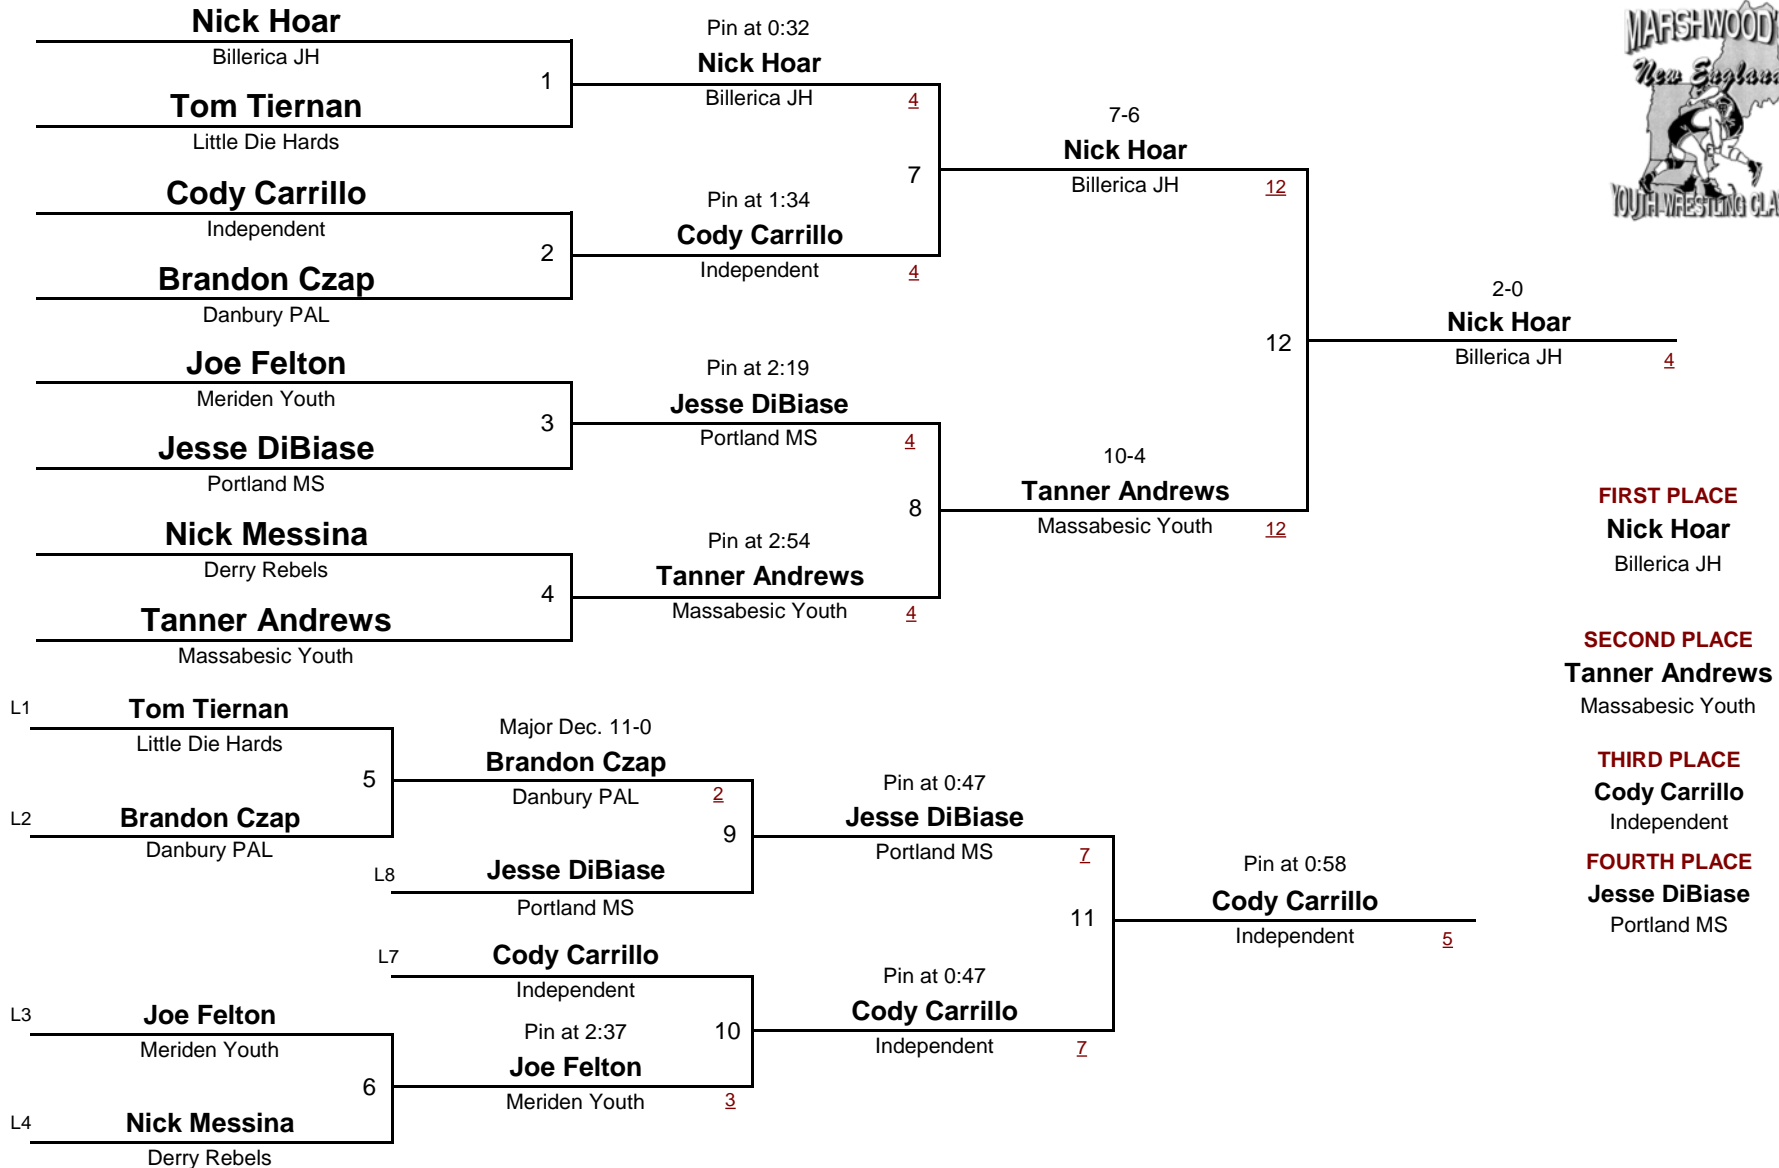 Nick Hoar
Billerica JH
1
Tom Tiernan
Little Die Hards
Cody Carrillo
Independent
2
Brandon Czap
Danbury PAL
Joe Felton
Meriden Youth
3
Jesse DiBiase
Portland MS
Nick Messina
Derry Rebels
4
Tanner Andrews
Massabesic Youth
Pin at 0:32
Nick Hoar
Billerica JH 4
7
Pin at 1:34
Cody Carrillo
Independent 4
Pin at 2:19
Jesse DiBiase
Portland MS 4
8
Pin at 2:54
Tanner Andrews
Massabesic Youth 4
7-6
Nick Hoar
Billerica JH 12
12
10-4
Tanner Andrews
Massabesic Youth 12
2-0
Nick Hoar
Billerica JH 4
MARSHWOOD'
New England
YOUTH WRESTLING CLA
FIRST PLACE
Nick Hoar
Billerica JH
SECOND PLACE
Tanner Andrews
Massabesic Youth
THIRD PLACE
Cody Carrillo
Independent
FOURTH PLACE
Jesse DiBiase
Portland MS
L1 Tom Tiernan
Little Die Hards
5
L2 Brandon Czap
Danbury PAL
L3 Joe Felton
Meriden Youth
6
L4 Nick Messina
Derry Rebels
Major Dec. 11-0
Brandon Czap
Danbury PAL 2
9
L8 Jesse DiBiase
Portland MS
L7 Cody Carrillo
Independent
10
Pin at 2:37
Joe Felton
Meriden Youth 3
Pin at 0:47
Jesse DiBiase
Portland MS 7
11
Pin at 0:47
Cody Carrillo
Independent 7
Pin at 0:58
Cody Carrillo
Independent 5